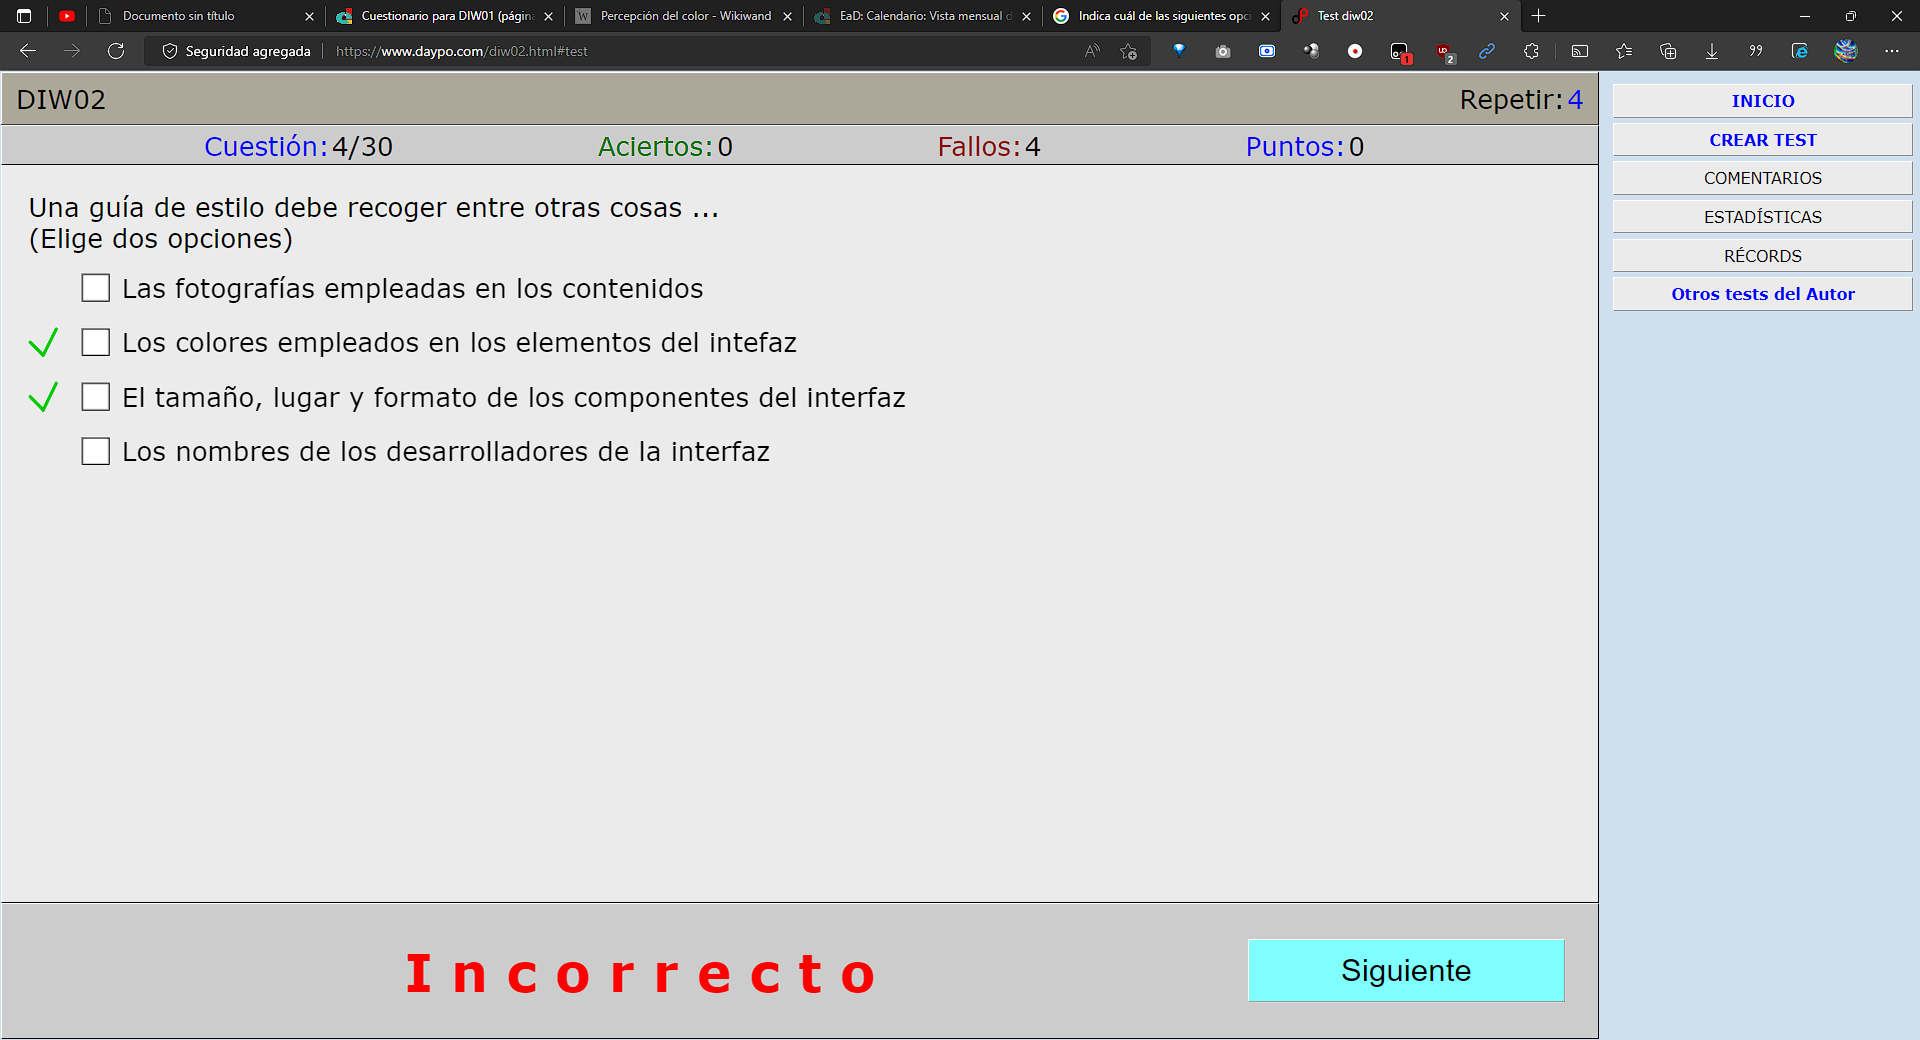 Documento sin título
Cuestionario para DIW01 (págin
Percepción del color - Wikiwand
EaD: Calendario: Vista mensual d
Indica cuál de las siguientes opc
Test diw02
Seguridad agregada
https://www.daypo.com/diw02.html#test
1
2
DIW02
Repetir: 4
Cuestión: 4/30
Aciertos: 0
Fallos: 4
Puntos: 0
Una guía de estilo debe recoger entre otras cosas ...
(Elige dos opciones)
Las fotografías empleadas en los contenidos
Los colores empleados en los elementos del intefaz
El tamaño, lugar y formato de los componentes del interfaz
Los nombres de los desarrolladores de la interfaz
Incorrecto
Siguiente
INICIO
CREAR TEST
COMENTARIOS
ESTADÍSTICAS
RÉCORDS
Otros tests del Autor